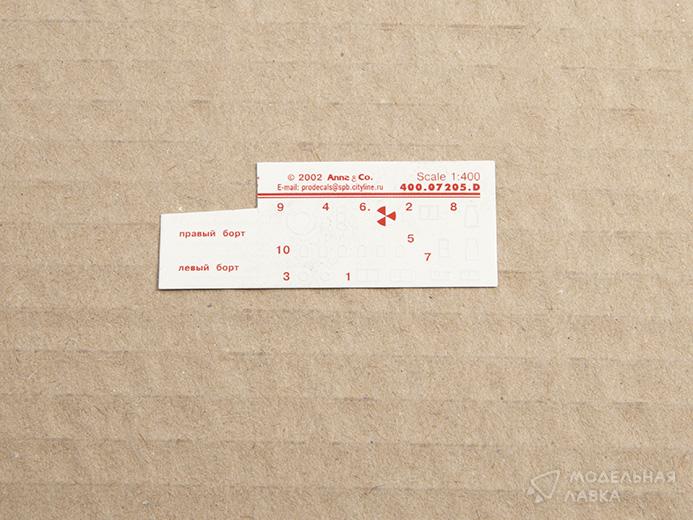 © 2002 Anne & Co. Scale 1:400
E-mail: prodecals@spb.cityline.ru 400.07205.D
9 4 6. 2 8
правый борт
5
10
7
левый борт
3 1
МОДЕЛЬНАЯ
ЛАВКА